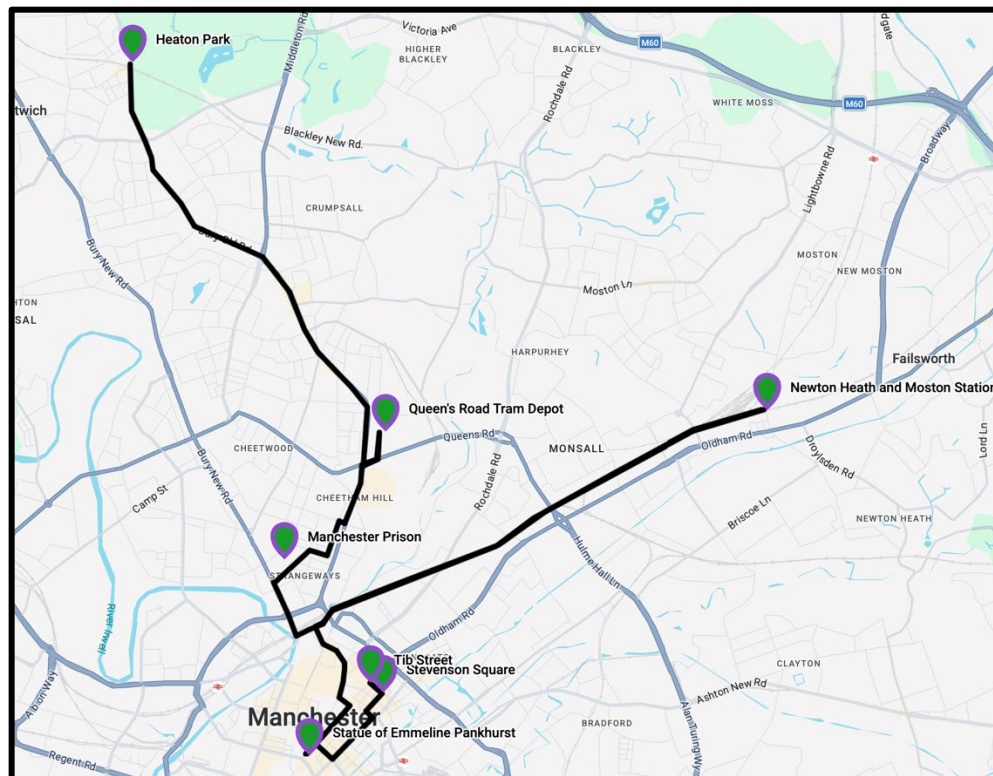 Heaton Park
Victoria Ave
Middleton Rd
HIGHER
BLACKLEY
BLACKLEY
Rochdale Rd
M60
WHITE MOSS
M60
Broadway
Blackley New Rd.
Lightbowne Rd
CRUMPSALL
Bury New Rd
MOSTON
NEW MOSTON
Moston Ln
SAL
HARPURHEY
Failsworth
Newton Heath and Moston Station
Queen's Road Tram Depot
Queens Rd
MONSALL
Oldham Rd
Droylsden Rd
Lord Ln
CHEETWOOD
Bury New Rd
Rochdale Rd
Camp St
CHEETHAM HILL
Briscoe Ln
NEWTON HEATH
Manchester Prison
STRANGEWAYS
Hulme Hall Ln
River Irwell
Oldham Rd
Tib Street
Stevenson Square
CLAYTON
Ashton New Rd
Albion Way
Manchester
BRADFORD
Statue of Emmeline Pankhurst
Alan Turing Wy
Regent Rd